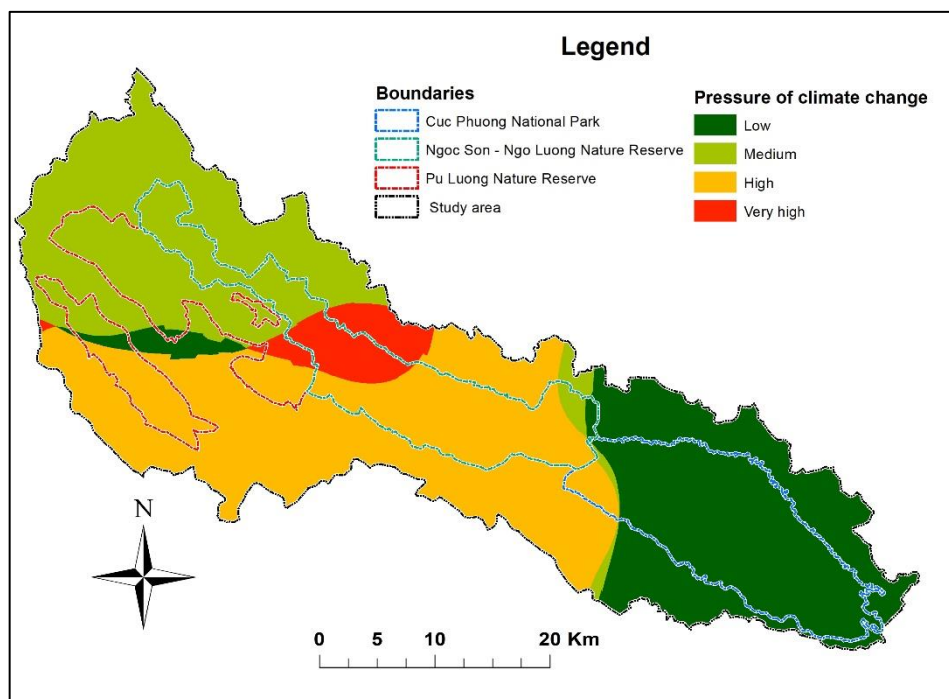 Legend
Boundaries
Cuc Phuong National Park
Ngoc Son - Ngo Luong Nature Reserve
Pu Luong Nature Reserve
Study area
Pressure of climate change
Low
Medium
High
Very high
N
0 5 10 20 Km